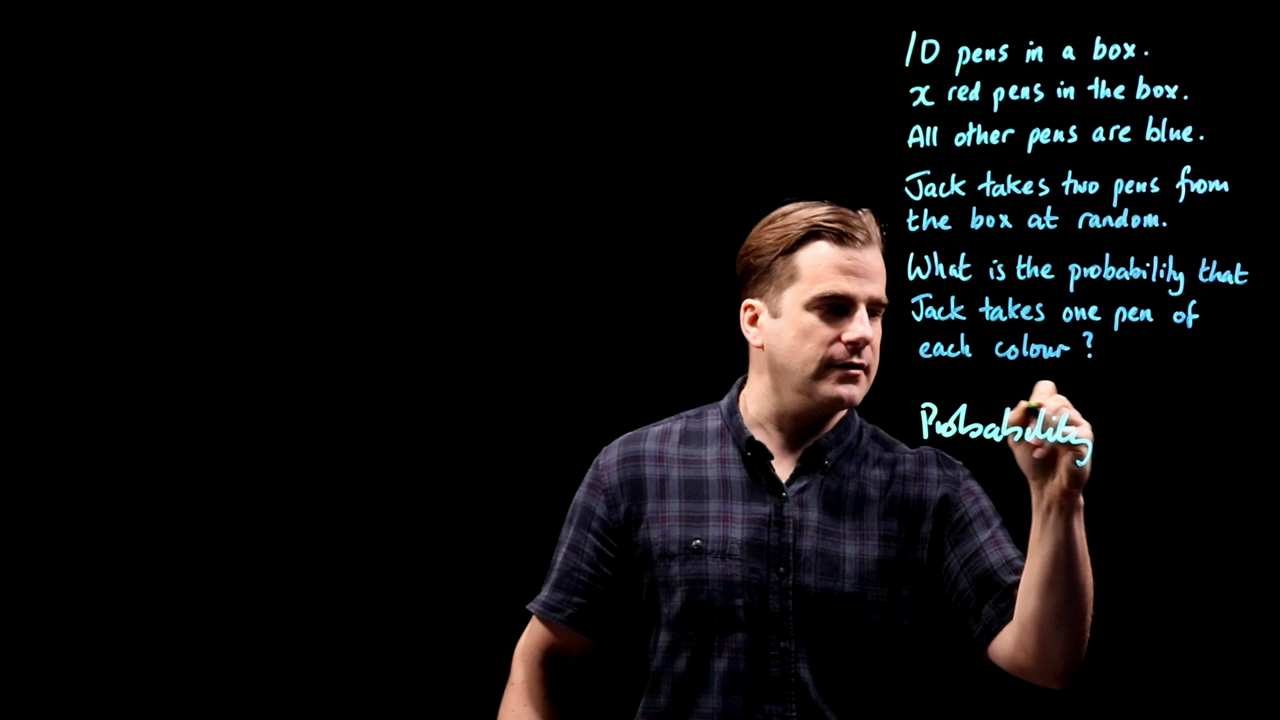 10 pens in a box.
x red pens in the box.
All other pens are blue.
Jack takes two pens from
the box at random.
What is the probability that
Jack takes one pen of
each colour?
Probability